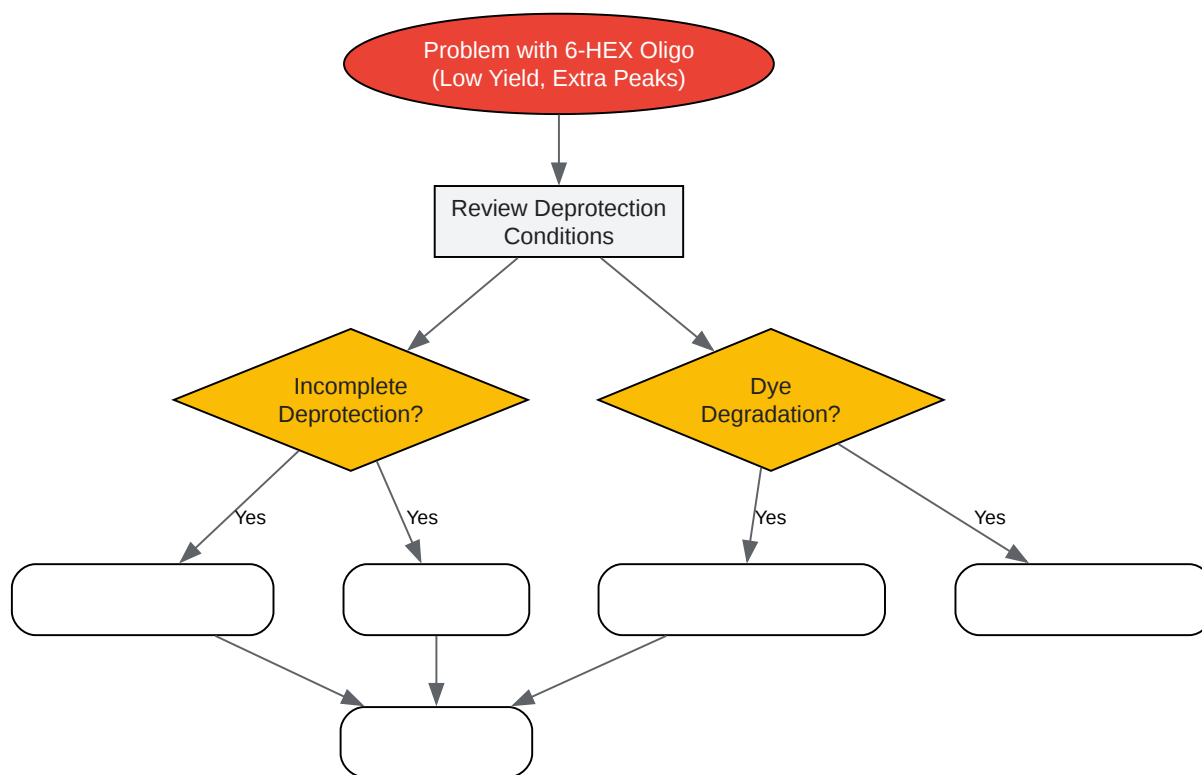 Problem with 6-HEX Oligo
(Low Yield, Extra Peaks)
Review Deprotection
Conditions
Incomplete
Deprotection?
Dye
Degradation?
Yes
Yes
Yes
Yes